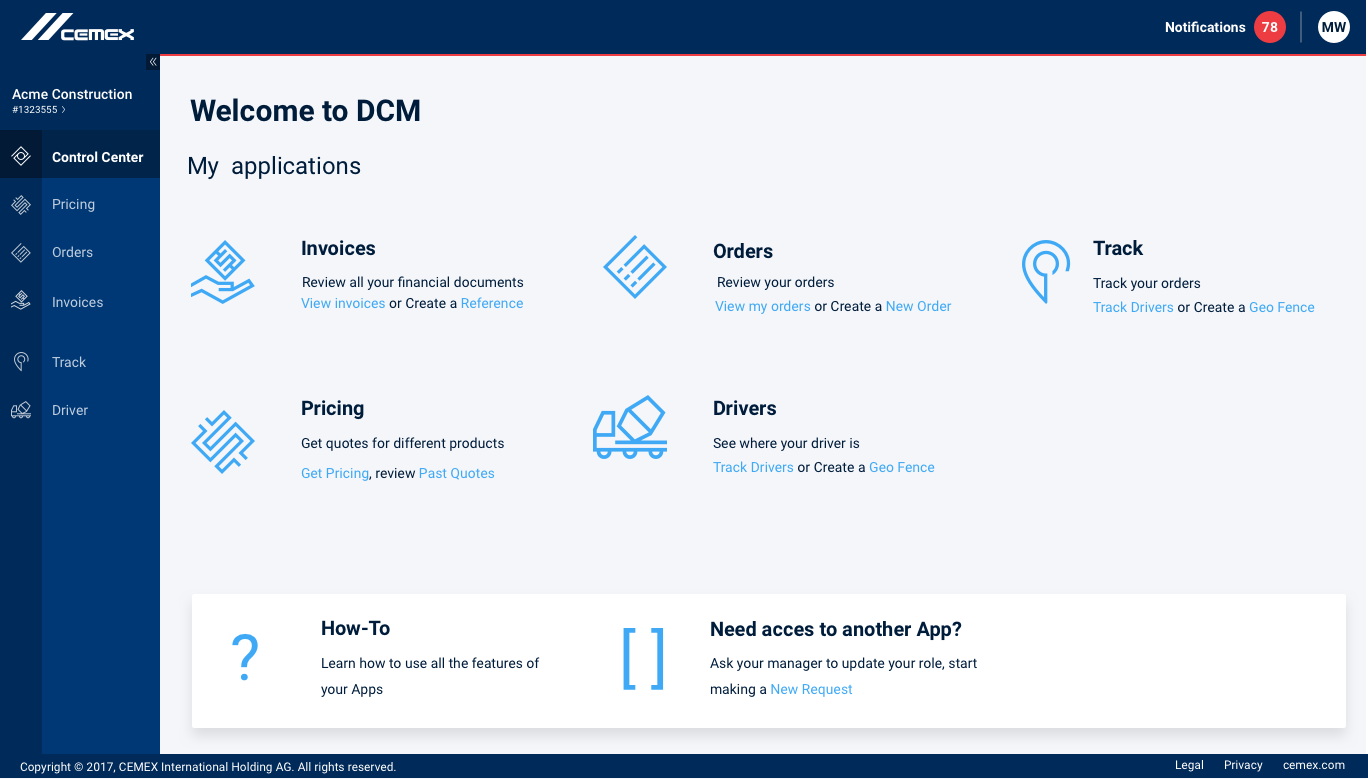 CEMEX
Notifications 78 MW
«
Acme Construction
#1323555 >
Control Center
Pricing
Orders
Invoices
Track
Driver
Welcome to DCM
My applications
Invoices
Review all your financial documents
View invoices or Create a Reference
Orders
Review your orders
View my orders or Create a New Order
Track
Track your orders
Track Drivers or Create a Geo Fence
Pricing
Get quotes for different products
Get Pricing, review Past Quotes
Drivers
See where your driver is
Track Drivers or Create a Geo Fence
?
How-To
Learn how to use all the features of
your Apps
[ ]
Need acces to another App?
Ask your manager to update your role, start
making a New Request
Copyright © 2017, CEMEX International Holding AG. All rights reserved.
Legal Privacy cemex.com